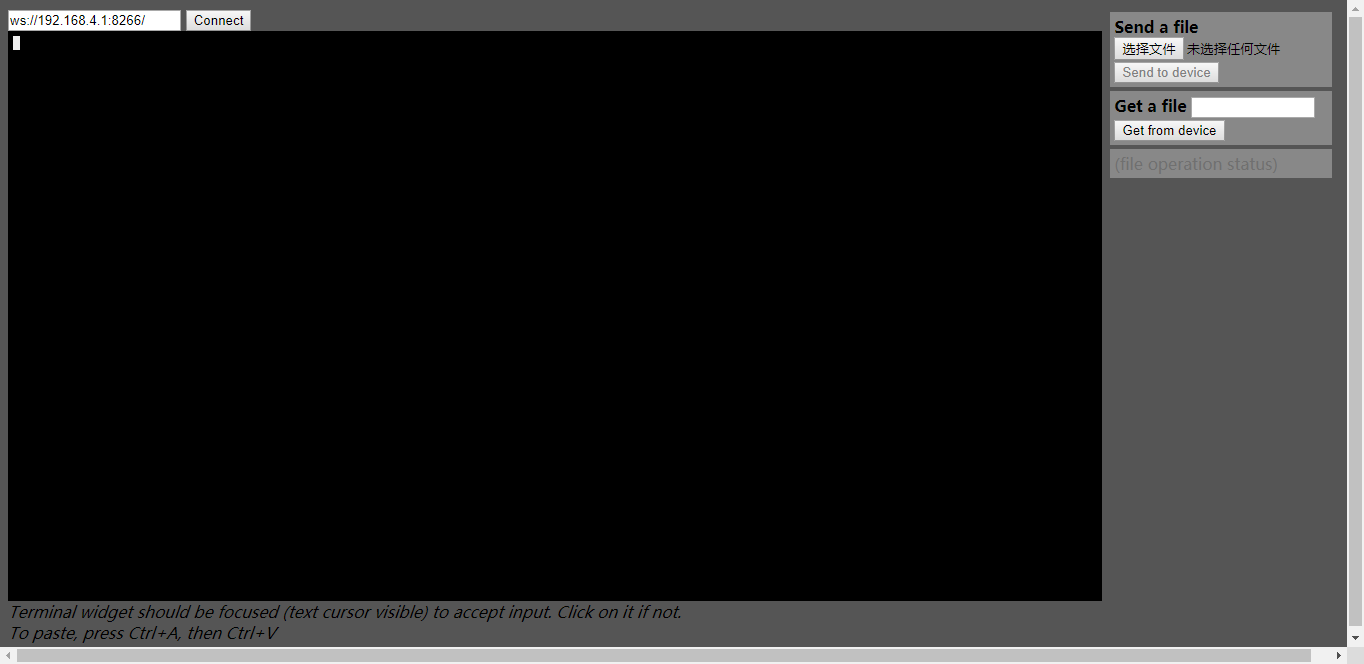 ws://192.168.4.1:8266/ Connect
Send a file
选择文件 未选择任何文件
Send to device
Get a file
Get from device
(file operation status)
Terminal widget should be focused (text cursor visible) to accept input. Click on it if not.
To paste, press Ctrl+A, then Ctrl+V